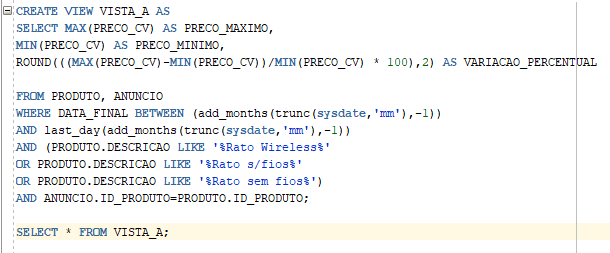 CREATE VIEW VISTA_A AS
SELECT MAX(PRECO_CV) AS PRECO_MAXIMO,
MIN(PRECO_CV) AS PRECO_MINIMO,
ROUND(((MAX(PRECO_CV)-MIN(PRECO_CV))/MIN(PRECO_CV) * 100),2) AS VARIACAO_PERCENTUAL
FROM PRODUTO, ANUNCIO
WHERE DATA_FINAL BETWEEN (add_months(trunc(sysdate,'mm'),-1))
AND last_day(add_months(trunc(sysdate,'mm'),-1))
AND (PRODUTO.DESCRICAO LIKE '%Rato Wireless%'
OR PRODUTO.DESCRICAO LIKE '%Rato s/fios%'
OR PRODUTO.DESCRICAO LIKE '%Rato sem fios%')
AND ANUNCIO.ID_PRODUTO=PRODUTO.ID_PRODUTO;
SELECT * FROM VISTA_A;